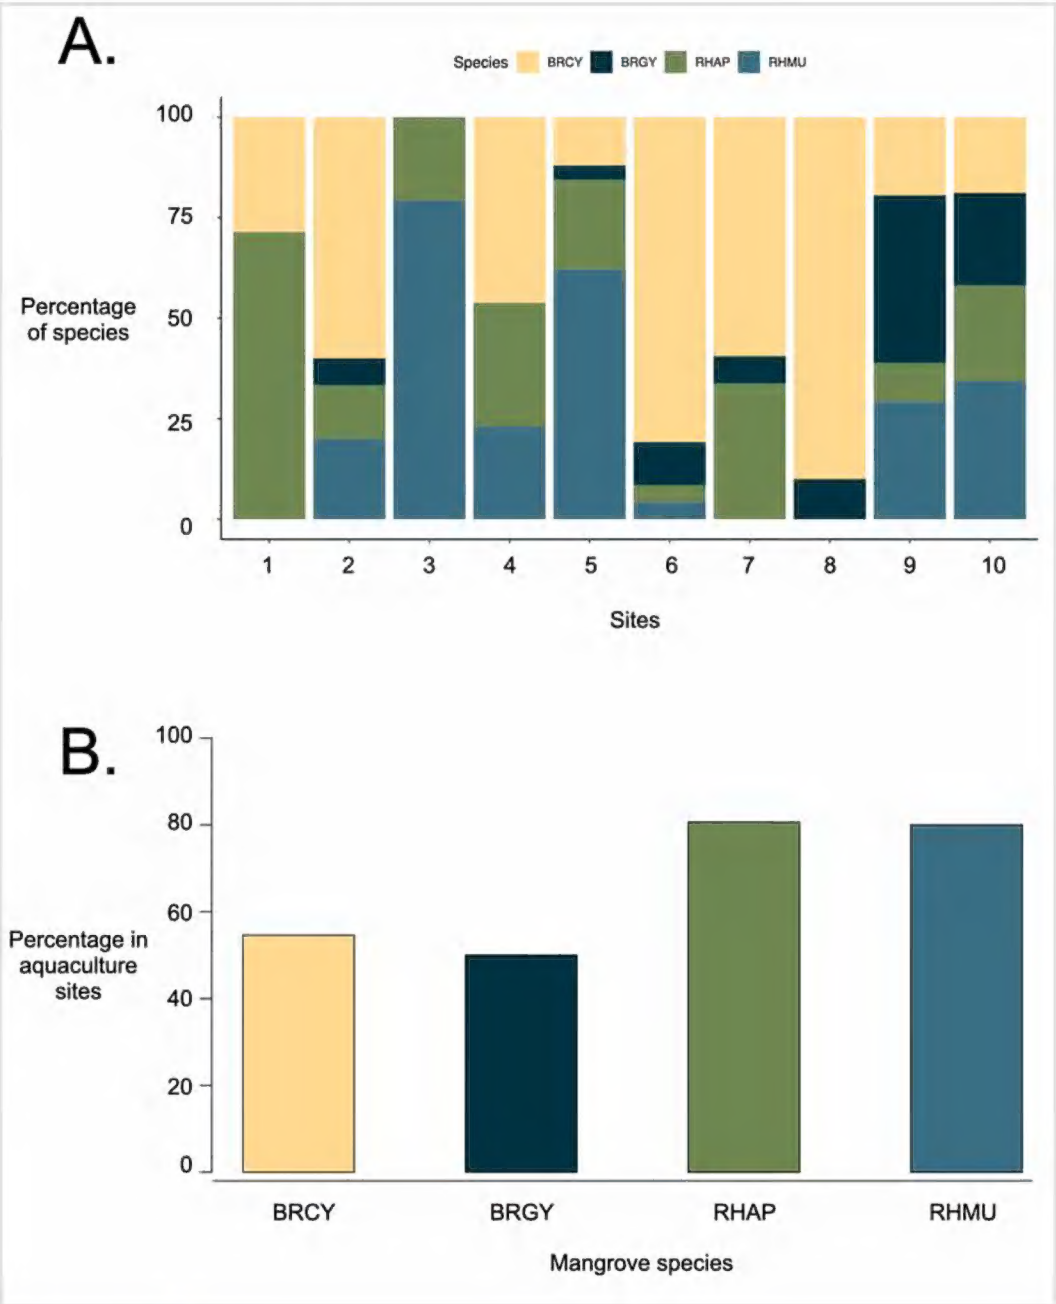 A.
Species BRCY BRGY RHAP RHMU
100
75
Percentage
of species
50
25
0
1 2 3 4 5 6 7 8 9 10
Sites
B.
100
80
60
Percentage in
aquaculture
sites
40
20
0
BRCY BRGY RHAP RHMU
Mangrove species